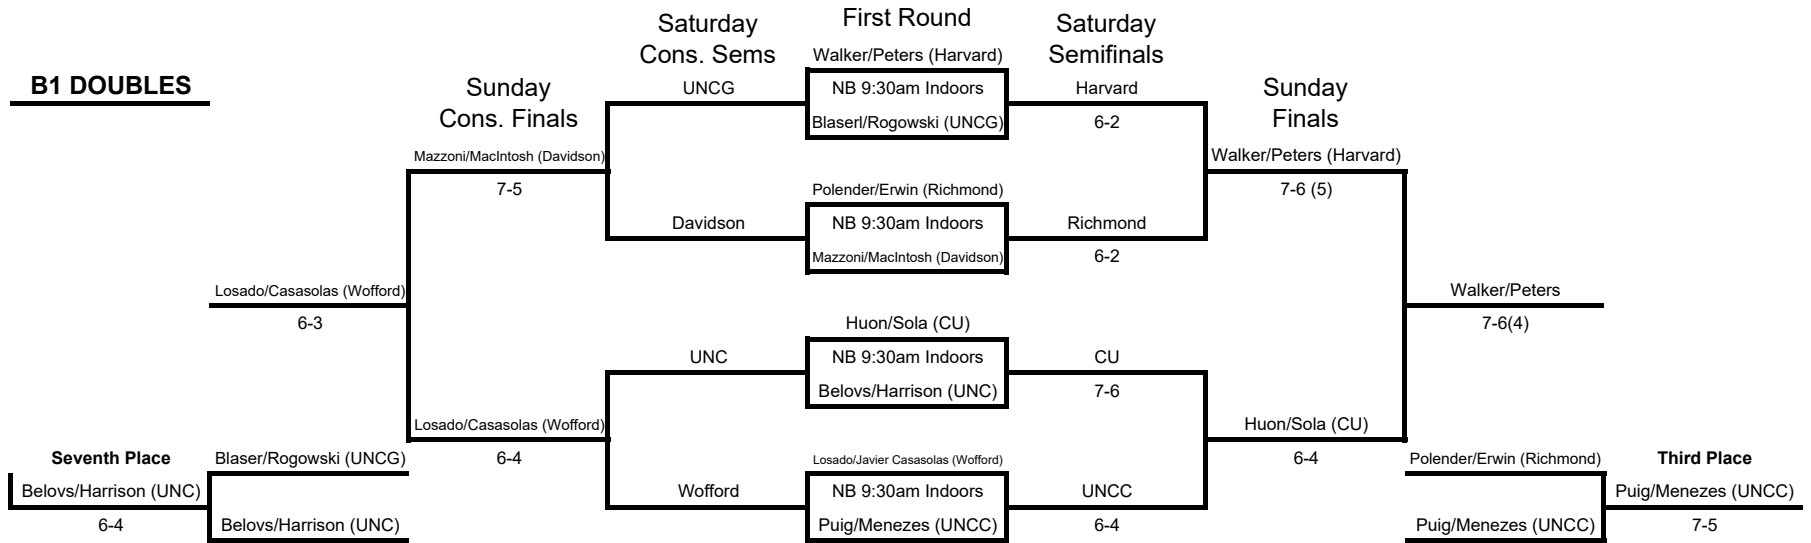 B1 DOUBLES
Sunday
Cons. Finals
Saturday
Cons. Sems
First Round
Saturday
Semifinals
Sunday
Finals
Walker/Peters (Harvard)
UNCG
NB 9:30am Indoors
Harvard
Blaserl/Rogowski (UNCG)
6-2
Mazzoni/MacIntosh (Davidson)
Walker/Peters (Harvard)
7-5
Polender/Erwin (Richmond)
7-6 (5)
Davidson
NB 9:30am Indoors
Richmond
Mazzoni/MacIntosh (Davidson)
6-2
Losado/Casasolas (Wofford)
Walker/Peters
6-3
Huon/Sola (CU)
7-6(4)
UNC
NB 9:30am Indoors
CU
Belovs/Harrison (UNC)
7-6
Losado/Casasolas (Wofford)
Huon/Sola (CU)
Seventh Place
Blaser/Rogowski (UNCG)
6-4
Losado/Javier Casasolas (Wofford)
6-4
Polender/Erwin (Richmond)
Third Place
Belovs/Harrison (UNC)
Wofford
NB 9:30am Indoors
UNCC
Puig/Menezes (UNCC)
6-4
Belovs/Harrison (UNC)
Puig/Menezes (UNCC)
6-4
Puig/Menezes (UNCC)
7-5